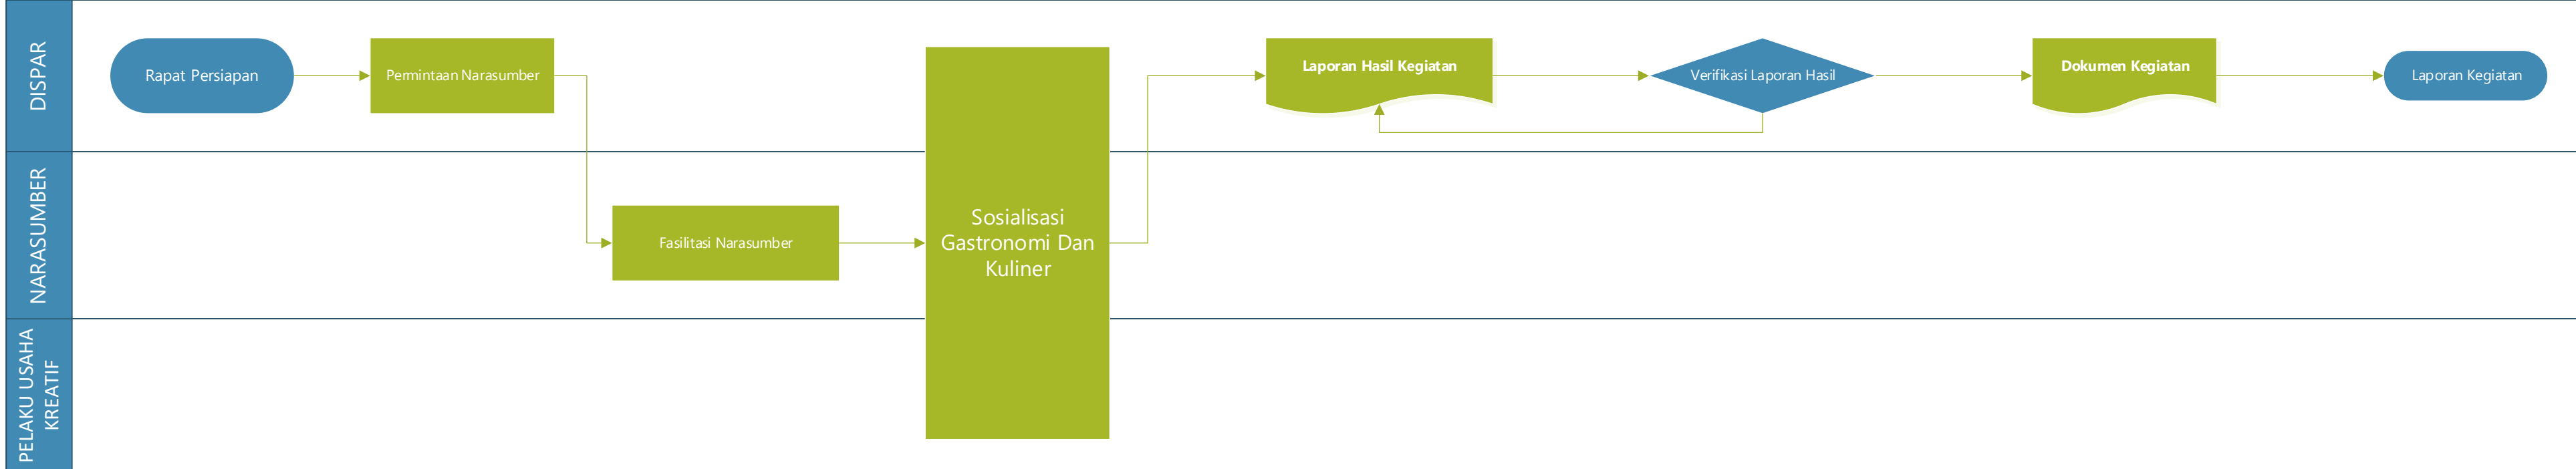 DISPAR
Rapat Persiapan
Permintaan Narasumber
Laporan Hasil Kegiatan
Verifikasi Laporan Hasil
Dokumen Kegiatan
Laporan Kegiatan
NARASUMBER
Fasilitasi Narasumber
Sosialisasi
Gastronomi Dan
Kuliner
PELAKU USAHA
KREATIF